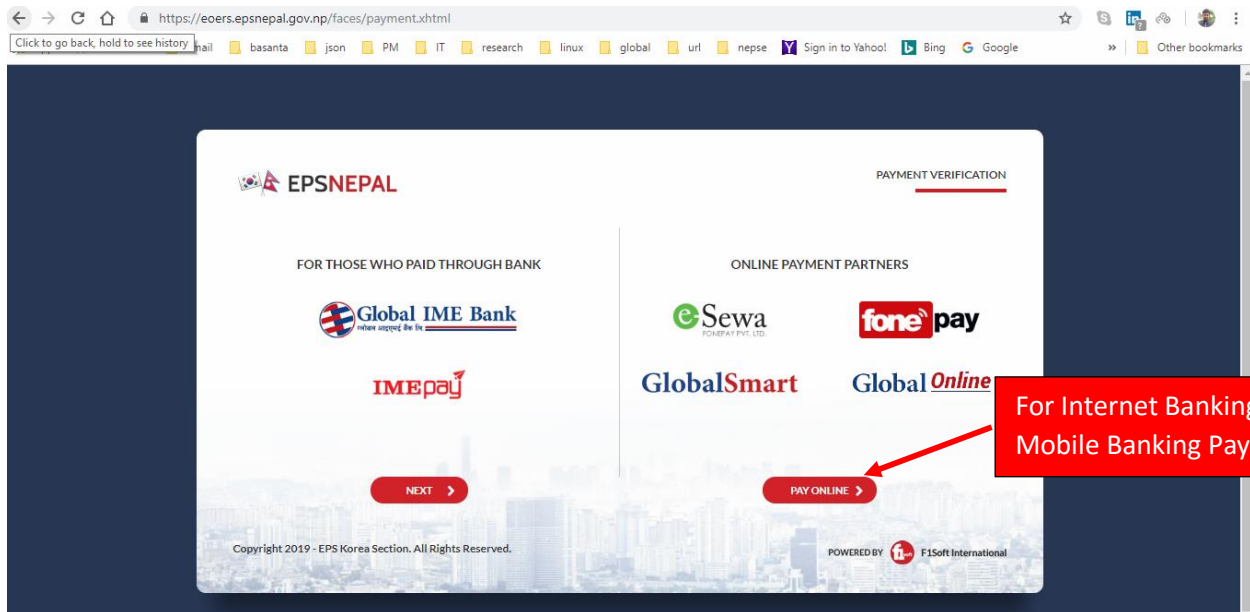 https://eoers.epsnepal.gov.np/faces/payment.xhtml
Click to go back, hold to see history
nail basanta json PM IT research linux global url nepse Sign in to Yahoo! Bing Google » Other bookmarks
EPSNEPAL
PAYMENT VERIFICATION
FOR THOSE WHO PAID THROUGH BANK
ONLINE PAYMENT PARTNERS
Global IME Bank
ग्लोबल आइएमई बैंक लि.
eSewa
FONEPAY PVT. LTD.
fonepay
IMEpay
GlobalSmart
Global Online
For Internet Banking
Mobile Banking Pay
NEXT
PAY ONLINE
Copyright 2019 - EPS Korea Section. All Rights Reserved.
POWERED BY
F1Soft International